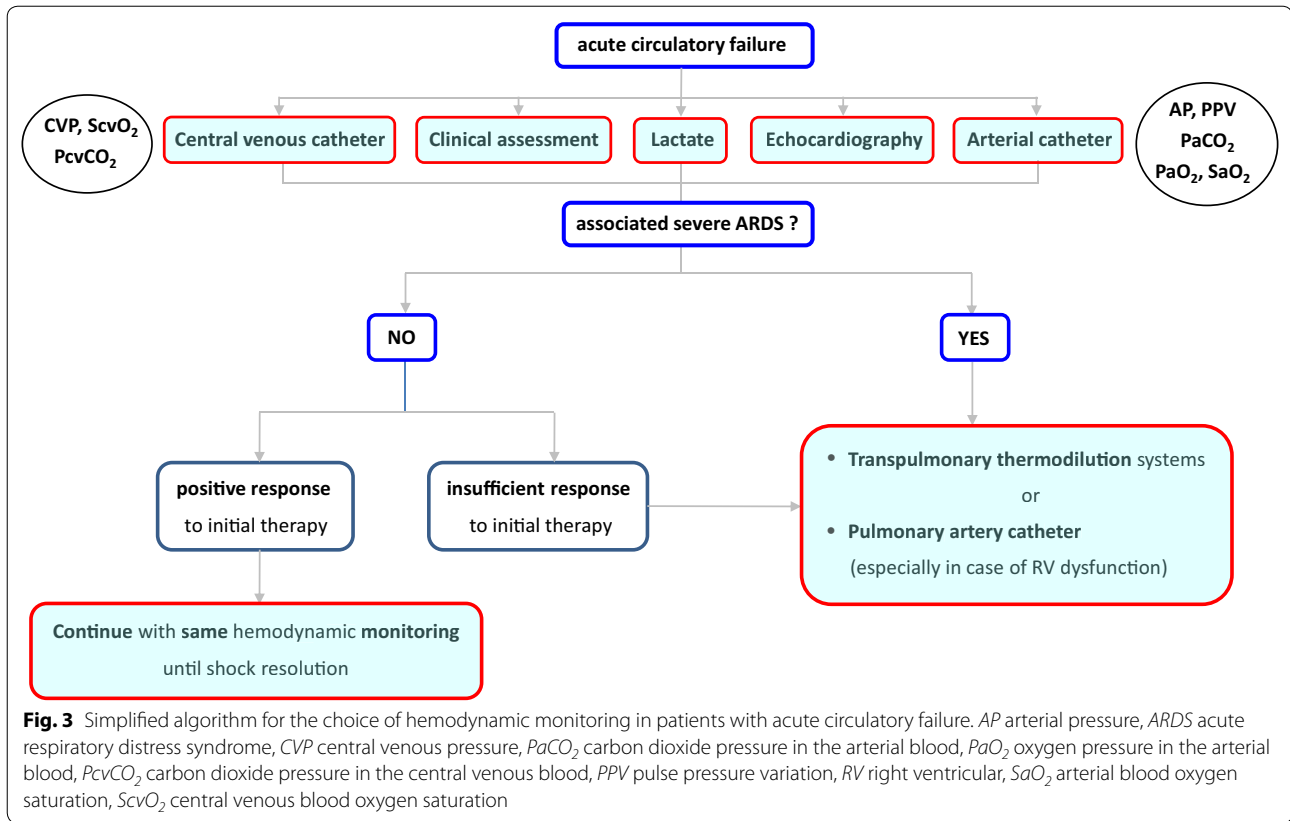 acute circulatory failure
CVP, ScvO₂
PcvCO₂
Central venous catheter
Clinical assessment
Lactate
Echocardiography
Arterial catheter
AP, PPV
PaCO₂
PaO₂, SaO₂
associated severe ARDS ?
NO
YES
positive response
to initial therapy
insufficient response
to initial therapy
• Transpulmonary thermodilution systems
or
• Pulmonary artery catheter
(especially in case of RV dysfunction)
Continue with same hemodynamic monitoring
until shock resolution
Fig. 3 Simplified algorithm for the choice of hemodynamic monitoring in patients with acute circulatory failure. AP arterial pressure, ARDS acute
respiratory distress syndrome, CVP central venous pressure, PaCO₂ carbon dioxide pressure in the arterial blood, PaO₂ oxygen pressure in the arterial
blood, PcvCO₂ carbon dioxide pressure in the central venous blood, PPV pulse pressure variation, RV right ventricular, SaO₂ arterial blood oxygen
saturation, ScvO₂ central venous blood oxygen saturation